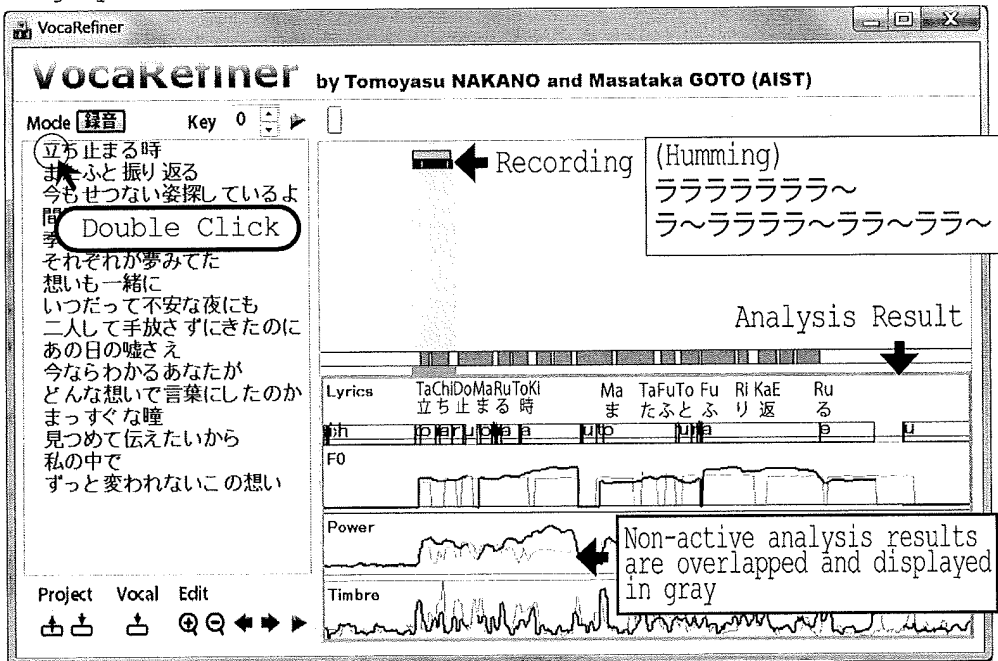 VocaRefiner
VocaRefiner by Tomoyasu NAKANO and Masataka GOTO (AIST)
Mode 録音 Key 0
立ち止まる時
またふと振り返る
今もせつない姿探しているよ
間
季
Double Click
それぞれが夢みてた
想いも一緒に
いつだって不安な夜にも
二人して手放さずにきたのに
あの日の嘘さえ
今ならわかるあなたが
どんな想いで言葉にしたのか
まっすぐな瞳
見つめて伝えたいから
私の中で
ずっと変われないこの想い
Project Vocal Edit
Recording
(Humming)
ラララララララ～
ラ～ララララ～ララ～ララ～
Analysis Result
Lyrics
TaChiDoMaRuToKi Ma TaFuTo Fu Ri KaE Ru
立ち止まる時 ま たふと ふ り 返 る
F0
Power
Non-active analysis results
are overlapped and displayed
in gray
Timbre